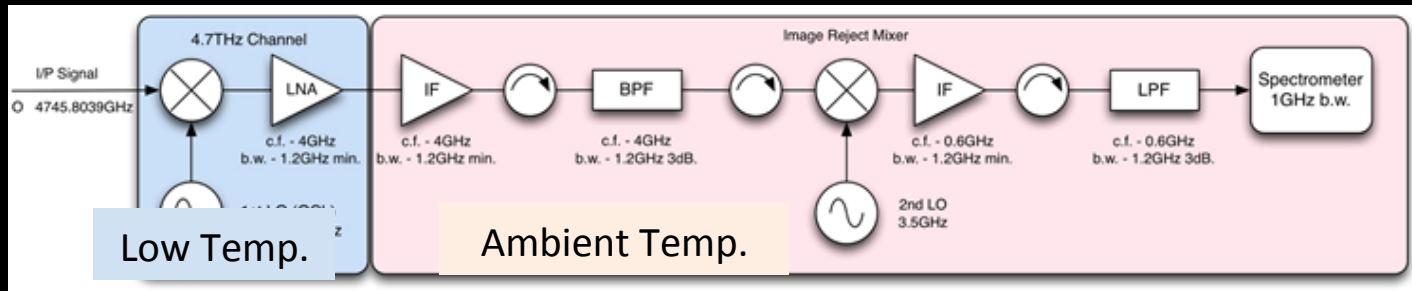 4.7THz Channel
Image Reject Mixer
I/P Signal
O 4745.8039GHz
LNA
c.f. - 4GHz
b.w. - 1.2GHz min.
IF
c.f. - 4GHz
b.w. - 1.2GHz min.
BPF
c.f. - 4GHz
b.w. - 1.2GHz 3dB.
IF
c.f. - 0.6GHz
b.w. - 1.2GHz min.
LPF
c.f. - 0.6GHz
b.w. - 1.2GHz 3dB.
Spectrometer
1GHz b.w.
2nd LO
3.5GHz
Low Temp.
Ambient Temp.